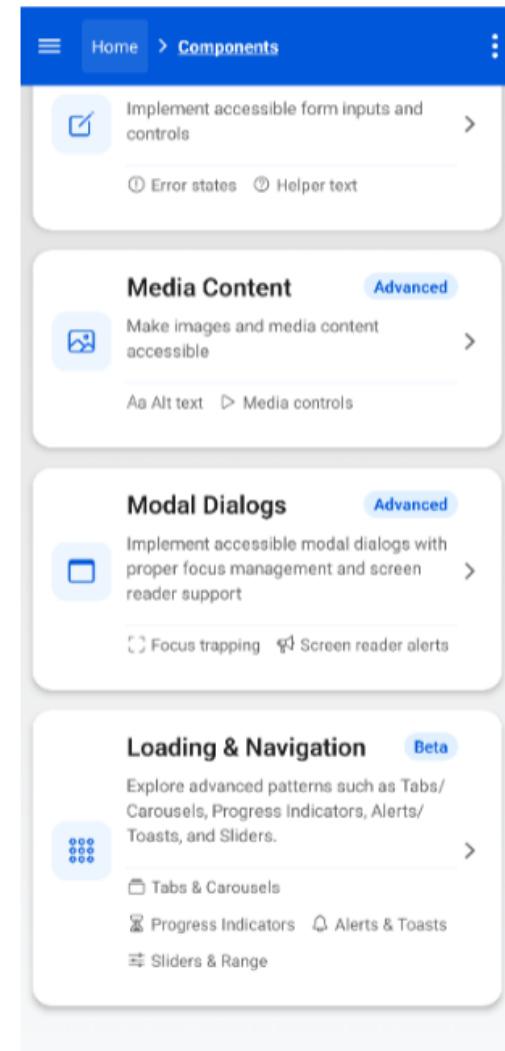 Home > Components
Implement accessible form inputs and
controls
Error states Helper text
Media Content Advanced
Make images and media content
accessible
Aa Alt text Media controls
Modal Dialogs Advanced
Implement accessible modal dialogs with
proper focus management and screen
reader support
Focus trapping Screen reader alerts
Loading & Navigation Beta
Explore advanced patterns such as Tabs/
Carousels, Progress Indicators, Alerts/
Toasts, and Sliders.
Tabs & Carousels
Progress Indicators Alerts & Toasts
Sliders & Range